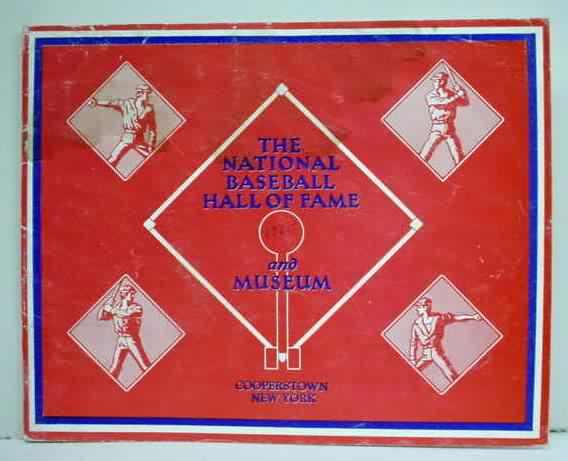 THE
NATIONAL
BASEBALL
HALL OF FAME
and
MUSEUM
COOPERSTOWN
NEW YORK